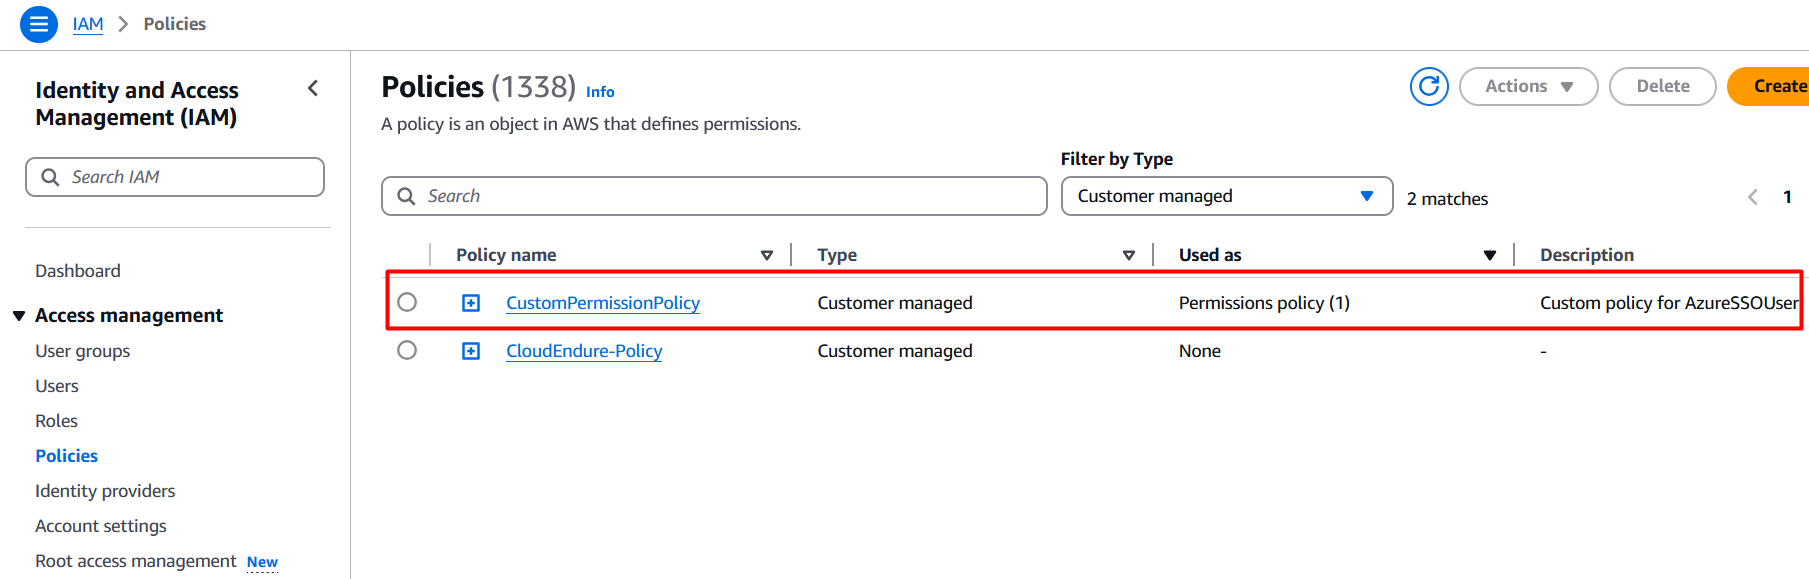 IAM > Policies
Identity and Access
Management (IAM)
Search IAM
Dashboard
Access management
User groups
Users
Roles
Policies
Identity providers
Account settings
Root access management New
Policies (1338) Info
A policy is an object in AWS that defines permissions.
Actions
Delete
Create
Filter by Type
Search
Customer managed
2 matches
1
Policy name Type Used as Description
CustomPermissionPolicy Customer managed Permissions policy (1) Custom policy for AzureSSOUser
CloudEndure-Policy Customer managed None -